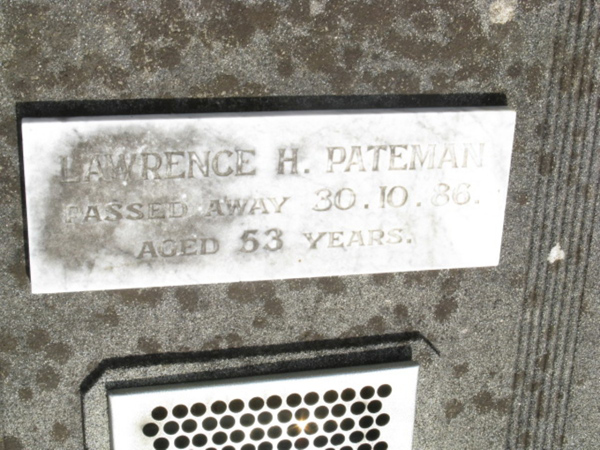 LAWRENCE H. PATEMAN
PASSED AWAY 30.10.86.
AGED 53 YEARS.